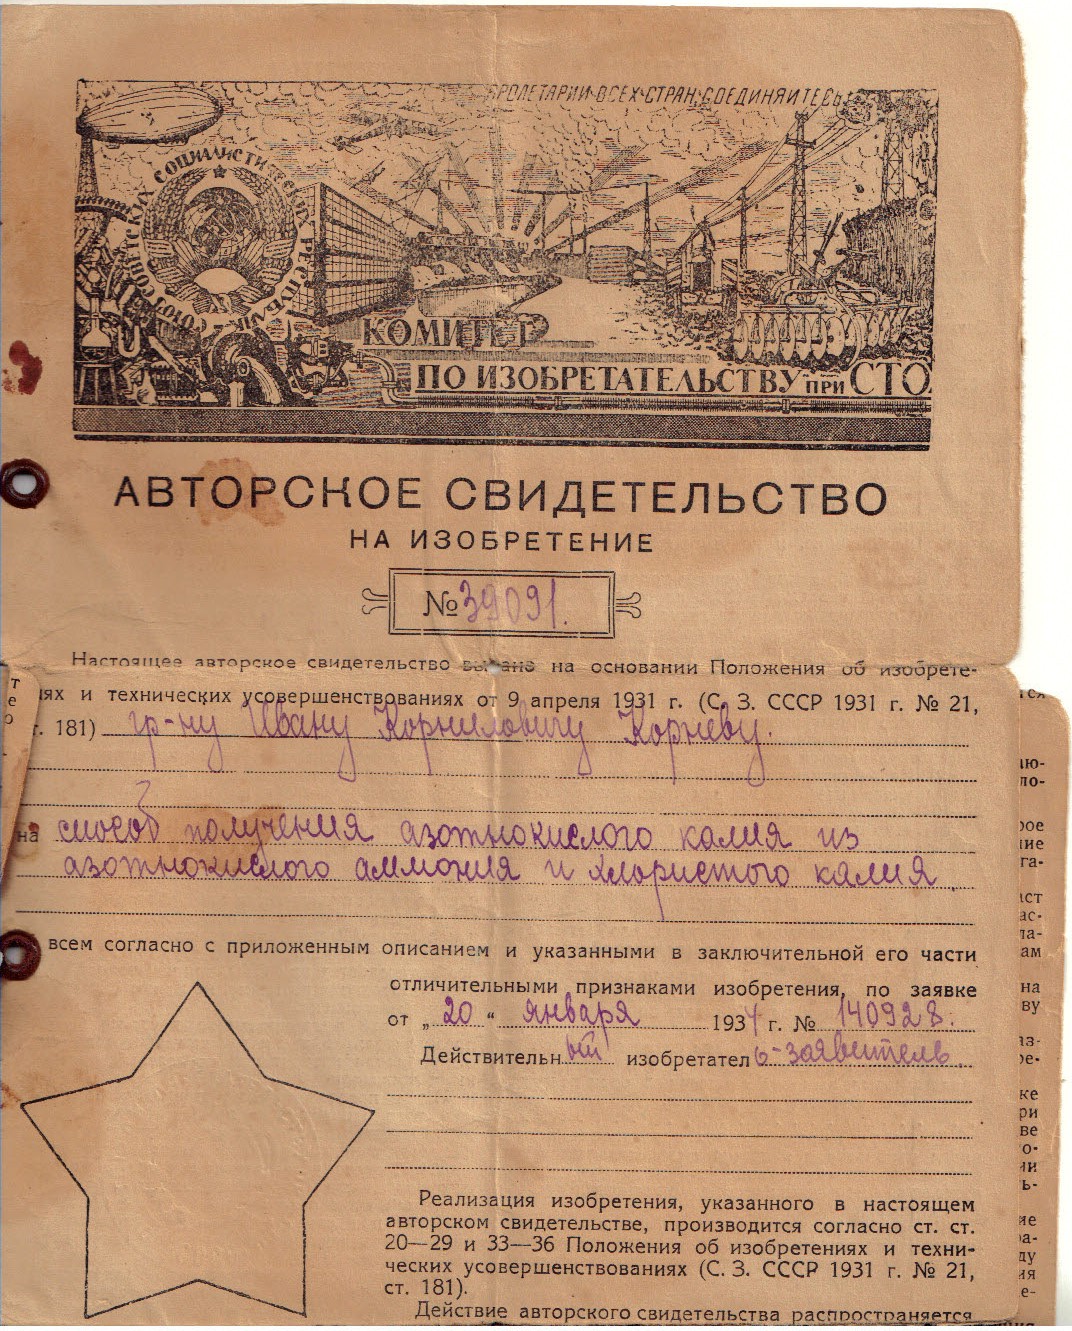 ПРОЛЕТАРИИ ВСЕХ СТРАН, СОЕДИНЯЙТЕСЬ!
СОЮЗ СОВЕТСКИХ СОЦИАЛИСТИЧЕСКИХ РЕСПУБЛИК
КОМИТЕТ
ПО ИЗОБРЕТАТЕЛЬСТВУ ПРИ СТО
АВТОРСКОЕ СВИДЕТЕЛЬСТВО
НА ИЗОБРЕТЕНИЕ
№ 39091.
Настоящее авторское свидетельство выдано на основании Положения об изобрете-
иях и технических усовершенствованиях от 9 апреля 1931 г. (С. З. СССР 1931 г. № 21,
т. 181) гр-ну Ивану Корниловичу Корневу.
на способ получения азотнокислого калия из
азотнокислого аммония и хлористого калия
всем согласно с приложенным описанием и указанными в заключительной его части
отличительными признаками изобретения, по заявке
от „20“ января 1934 г. № 140928.
Действительный изобретатель-заявитель.
Реализация изобретения, указанного в настоящем
авторском свидетельстве, производится согласно ст. ст.
20—29 и 33—36 Положения об изобретениях и техни-
ческих усовершенствованиях (С. З. СССР 1931 г. № 21,
ст. 181).
Действие авторского свидетельства распространяется